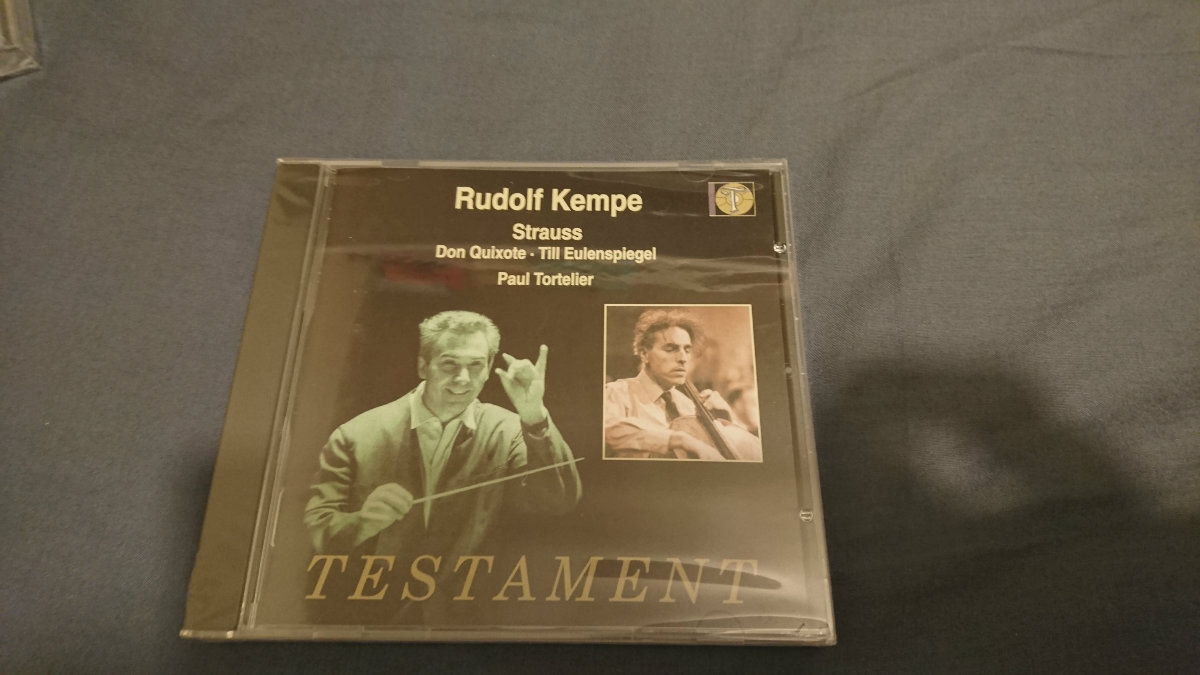 Rudolf Kempe
Strauss
Don Quixote · Till Eulenspiegel
Paul Tortelier
TESTAMENT